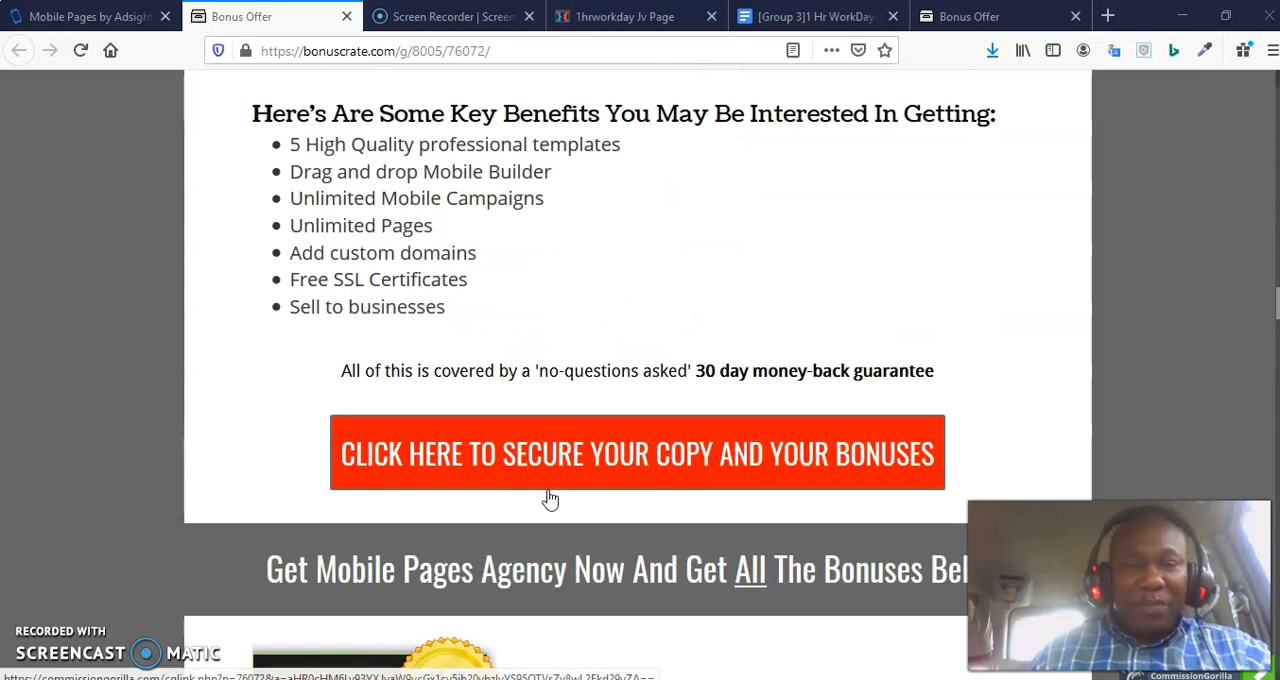 Mobile Pages by Adsight
Bonus Offer
Screen Recorder | Screen
1hrworkday Jv Page
[Group 3]1 Hr WorkDay-
Bonus Offer
https://bonuscrate.com/g/8005/76072/
Here's Are Some Key Benefits You May Be Interested In Getting:
5 High Quality professional templates
Drag and drop Mobile Builder
Unlimited Mobile Campaigns
Unlimited Pages
Add custom domains
Free SSL Certificates
Sell to businesses
All of this is covered by a 'no-questions asked' 30 day money-back guarantee
CLICK HERE TO SECURE YOUR COPY AND YOUR BONUSES
Get Mobile Pages Agency Now And Get All The Bonuses Bel
RECORDED WITH
SCREENCAST MATIC
CommissionGorilla